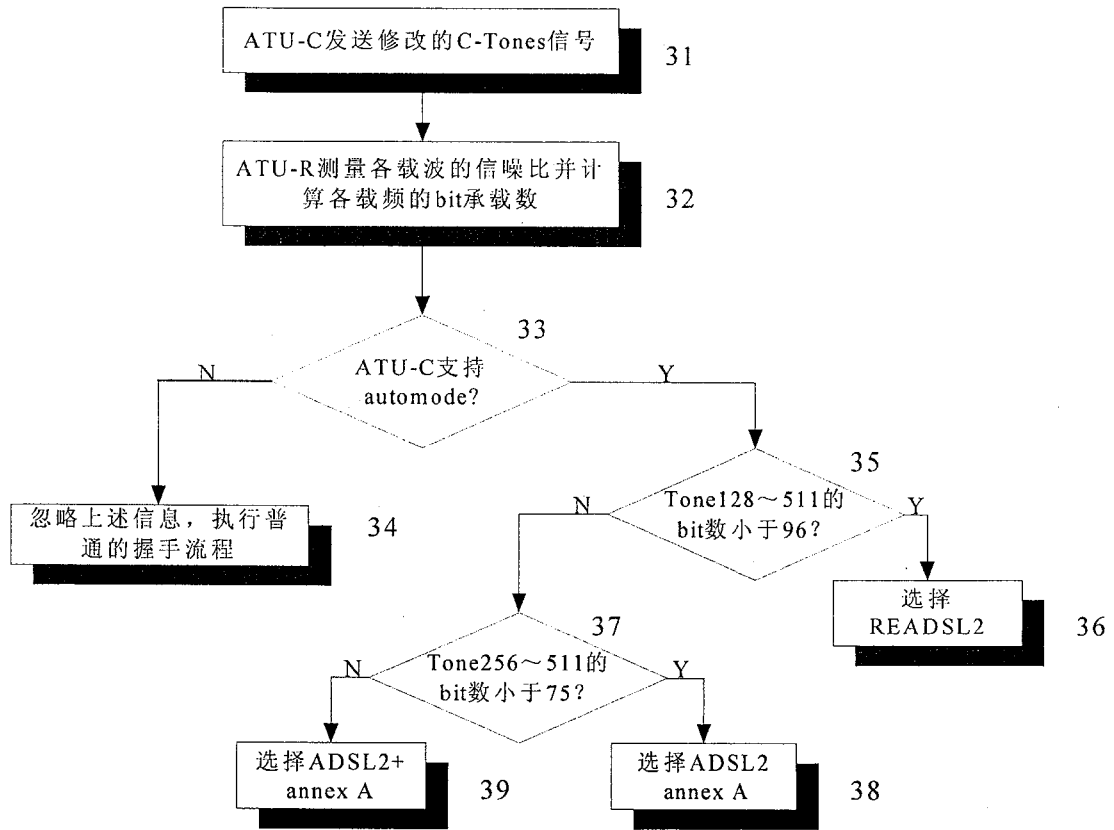 ATU-C发送修改的C-Tones信号
31
ATU-R测量各载波的信噪比并计
算各载频的bit承载数
32
33
ATU-C支持
automode?
N
Y
35
Tone128～511的
bit数小于96?
N
Y
忽略上述信息，执行普
通的握手流程
34
选择
READSL2
36
37
Tone256～511的
bit数小于75?
N
Y
选择ADSL2+
annex A
39
选择ADSL2
annex A
38